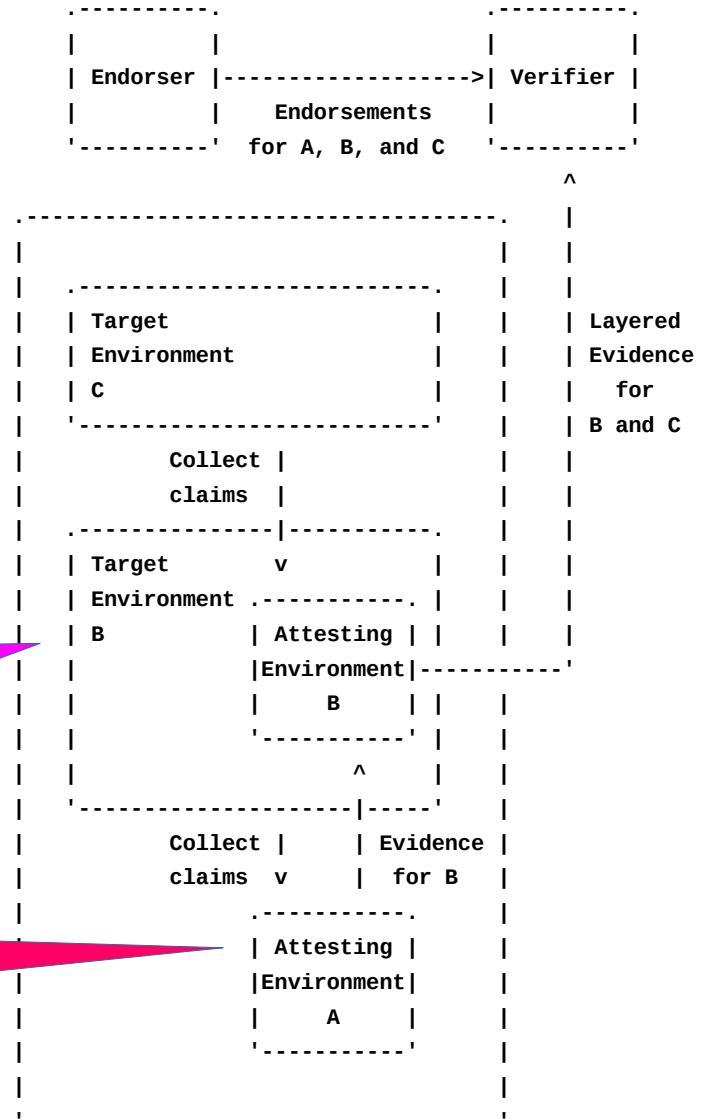 Endorser Verifier
Endorsements
for A, B, and C
Target Layered
Environment Evidence
C for
B and C
Collect
claims
Target v
Environment
B Attesting
Environment
B
Collect Evidence
claims v for B
Attesting
Environment
A